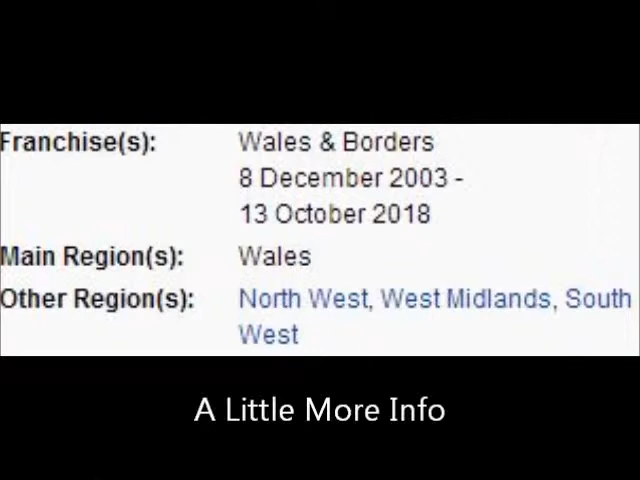 Franchise(s): Wales & Borders
8 December 2003 -
13 October 2018
Main Region(s): Wales
Other Region(s): North West, West Midlands, South
West
A Little More Info